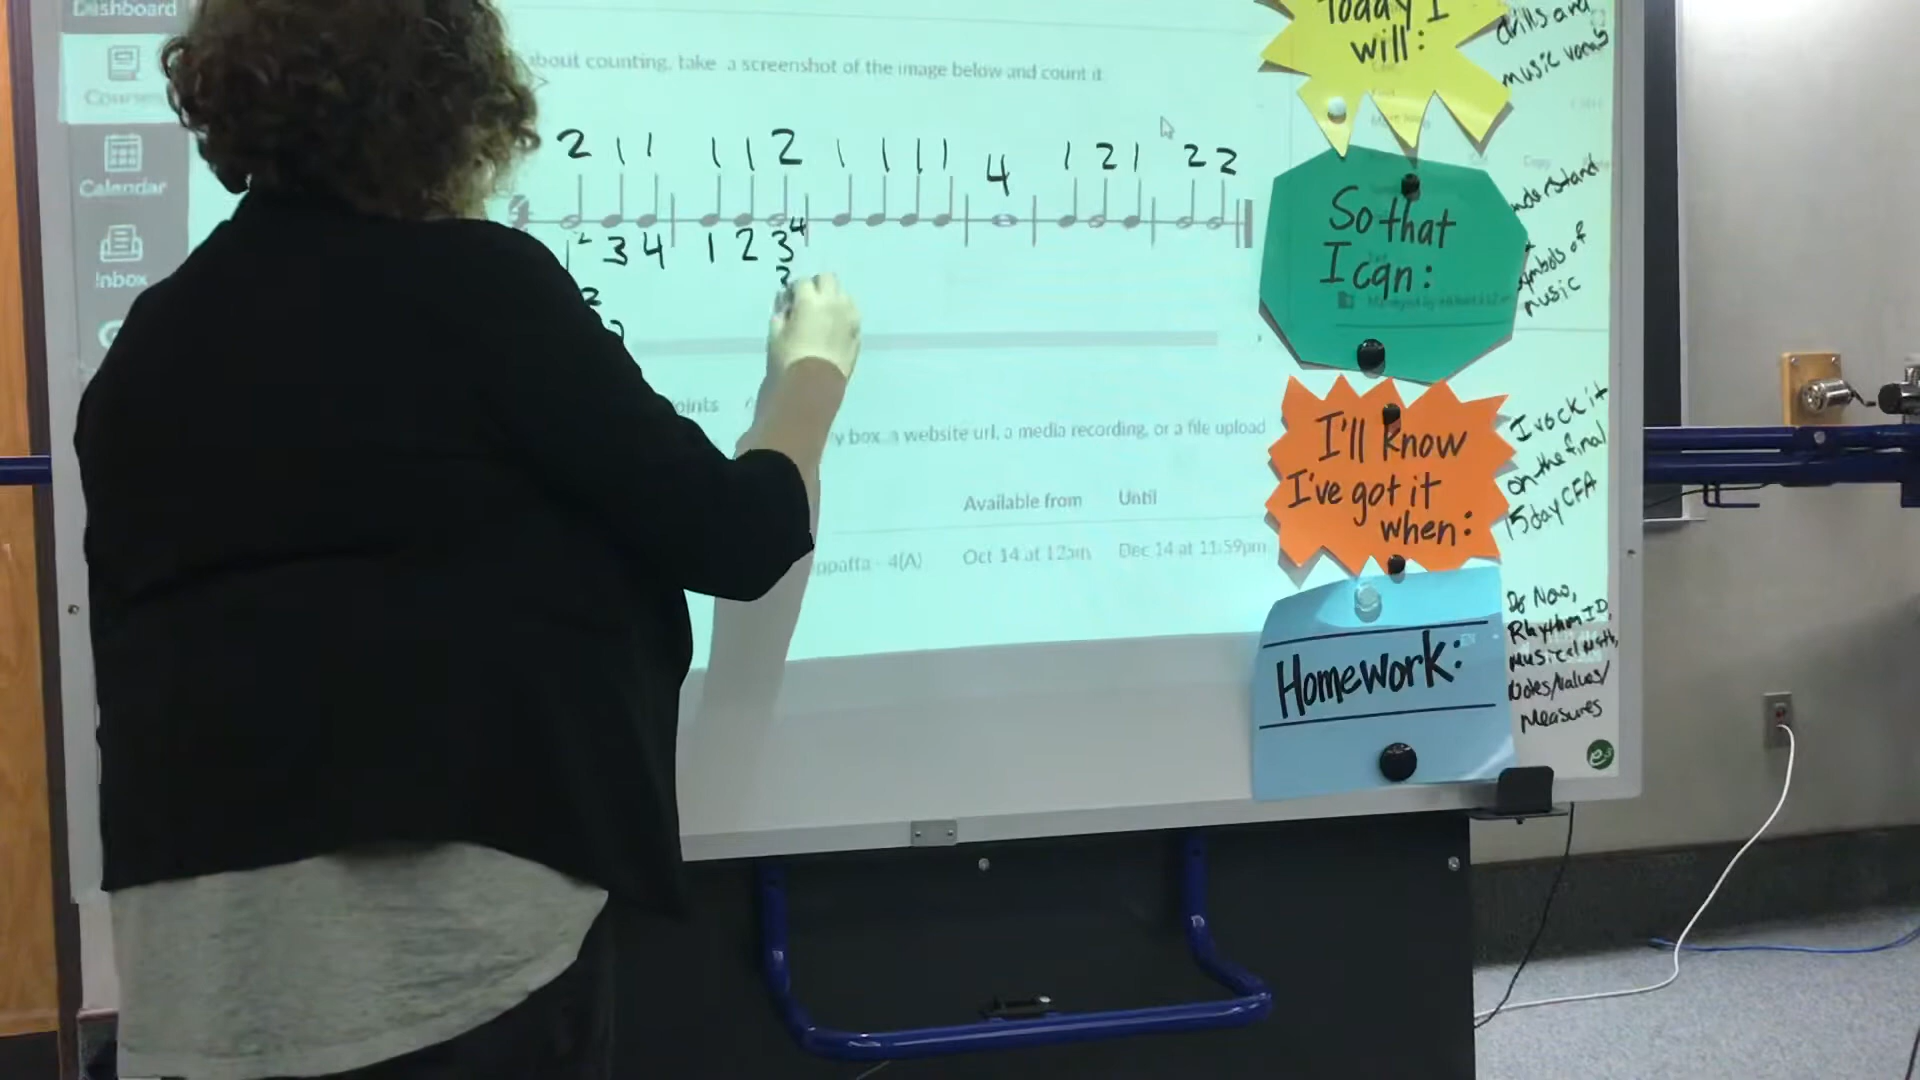 Dashboard
Courses
Calendar
Inbox
about counting, take a screenshot of the image below and count it
2 1 1 1 1 2 1 1 1 1 4 1 2 1 2 2
1 2 3 4 1 2 3 4
2
oints
y box, a website url, a media recording, or a file upload
Available from Until
4(A) Oct 14 at 12am Dec 14 at 11:59pm
Today I
will:
drills and
music vocab
So that
I can:
understand
symbols of
music
I'll know
I've got it
when:
I rock it
on the final
15 day CFA
Homework:
Do Now,
Rhythm ID,
Musical Math,
Notes/Values/
Measures